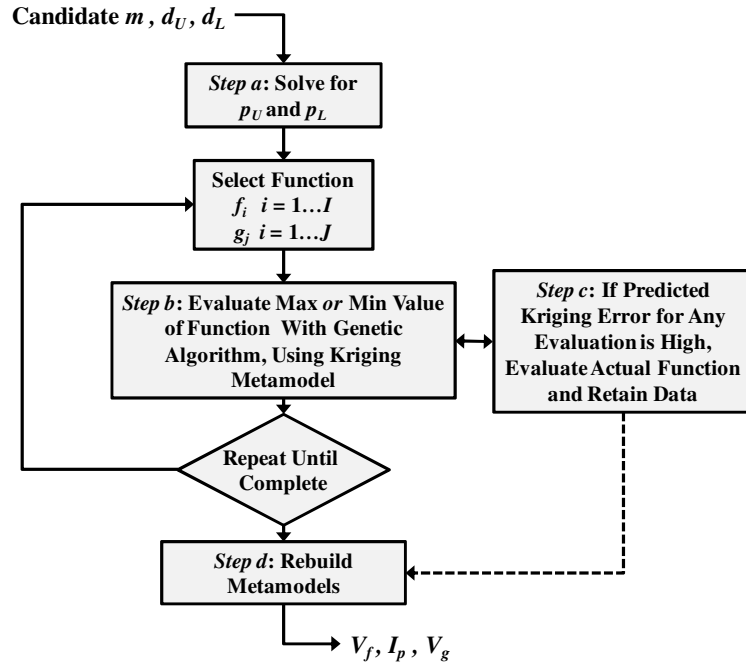 Candidate m , d_U, d_L
Step a: Solve for
p_U and p_L
Select Function
f_i  i = 1…I
g_j  i = 1…J
Step b: Evaluate Max or Min Value
of Function With Genetic
Algorithm, Using Kriging
Metamodel
Step c: If Predicted
Kriging Error for Any
Evaluation is High,
Evaluate Actual Function
and Retain Data
Repeat Until
Complete
Step d: Rebuild
Metamodels
V_f, I_p , V_g